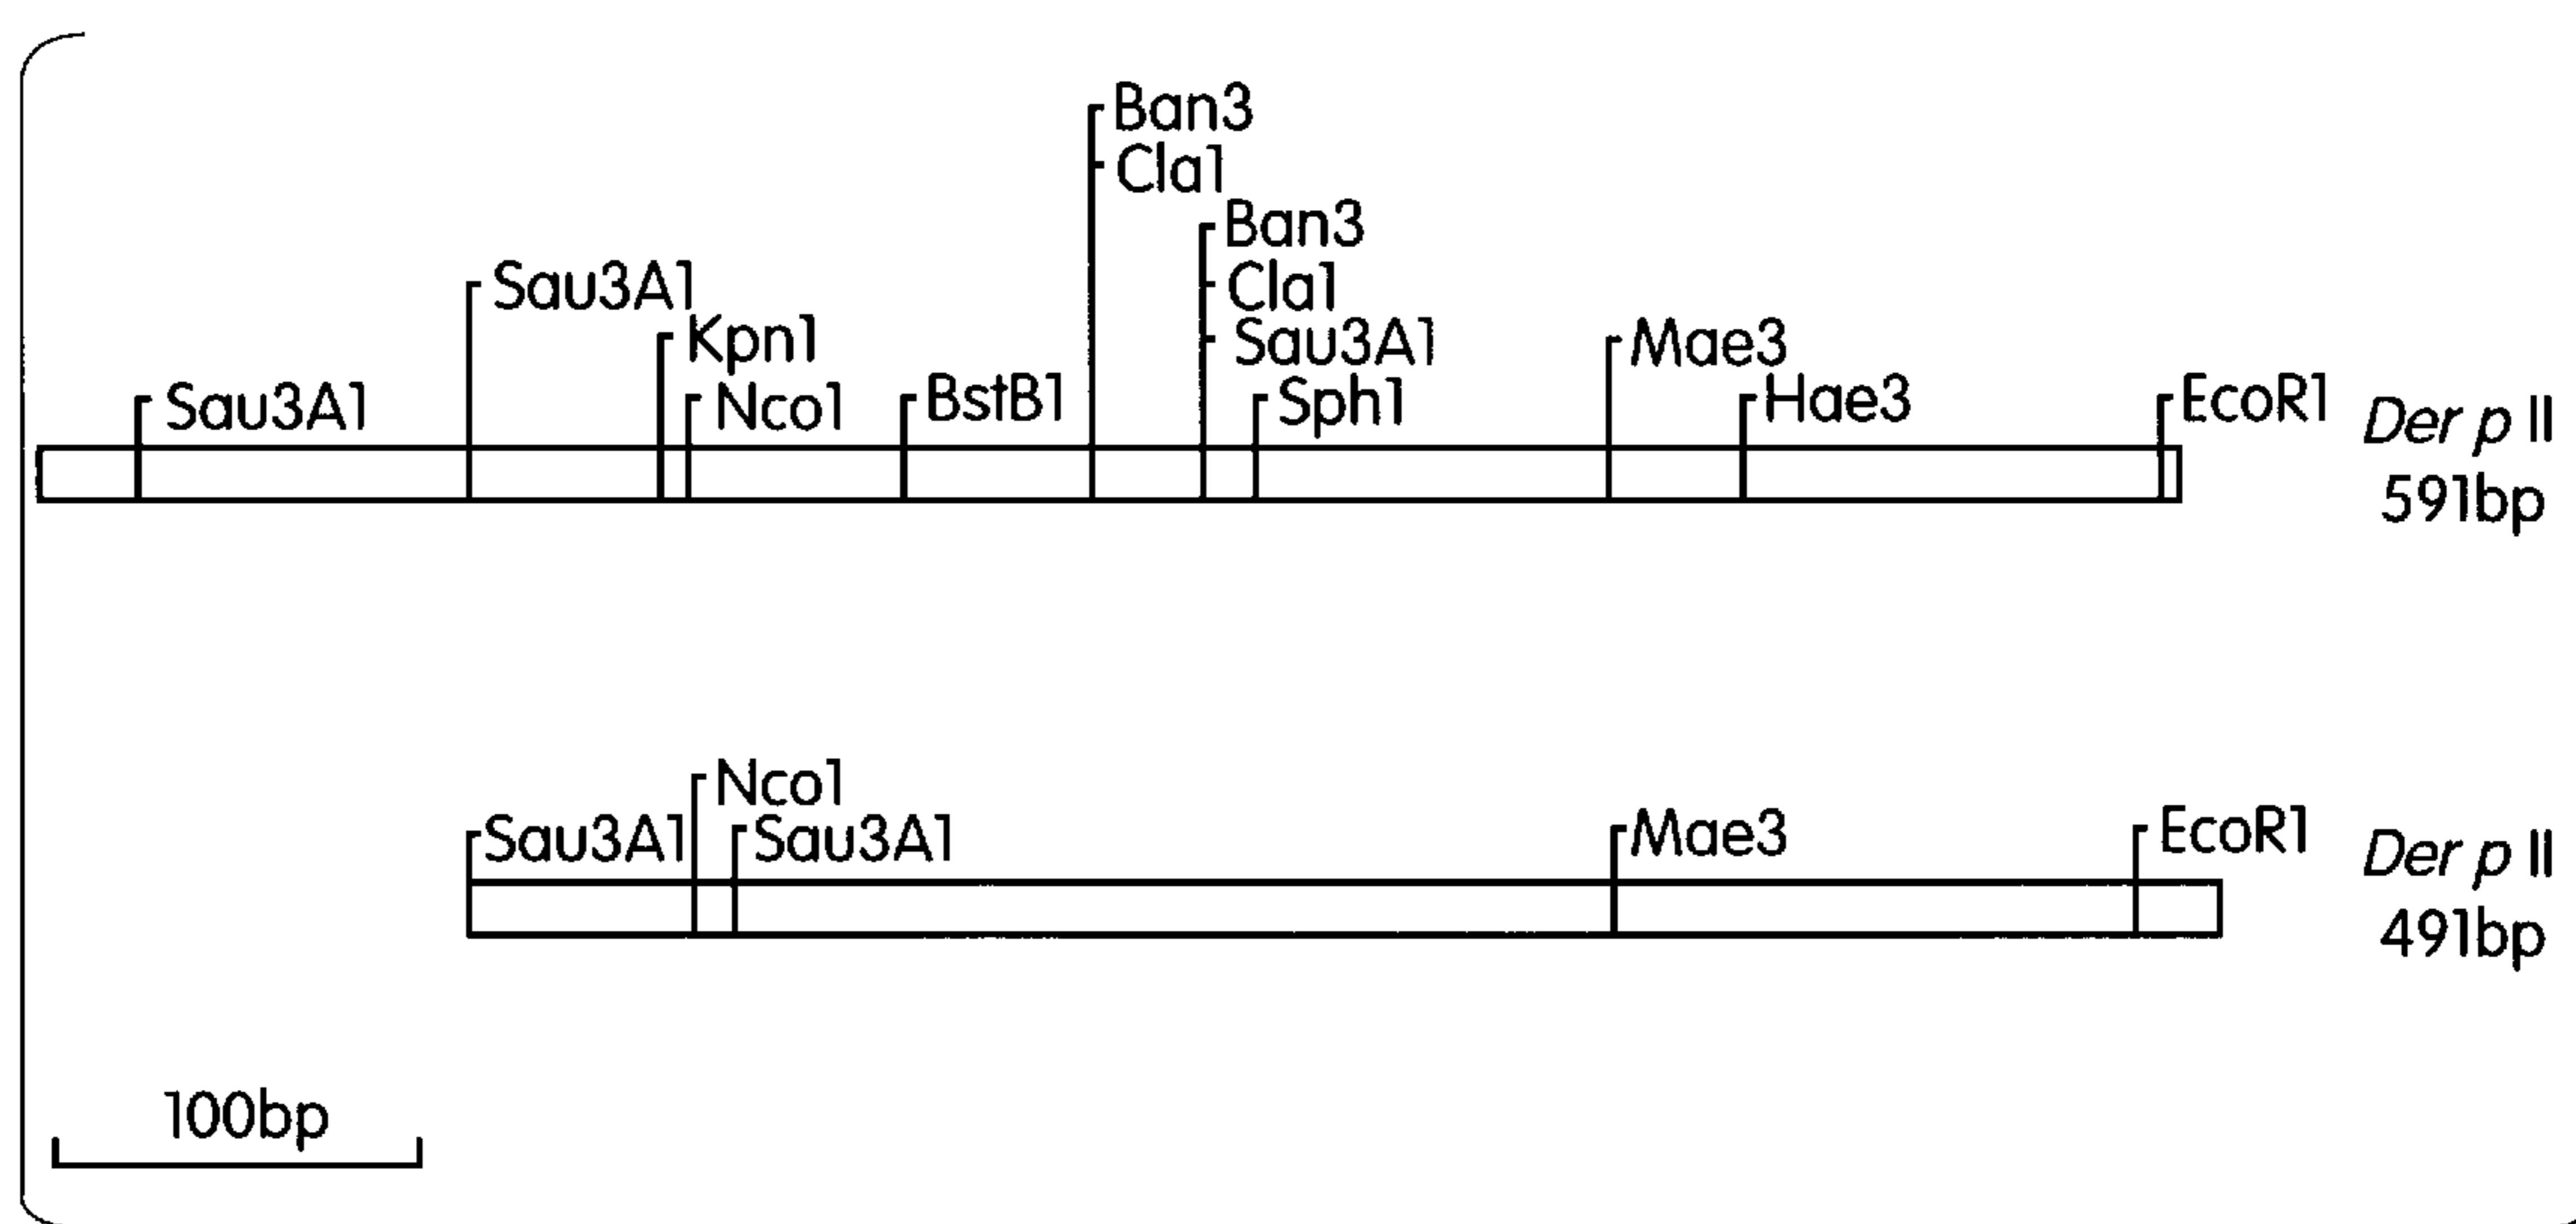 Ban3
Cla1
Ban3
Sau3A1
Cla1
Kpn1
Sau3A1
Mae3
Sau3A1
Nco1
BstB1
Sph1
Hae3
EcoR1
Der p II
591bp
Nco1
Sau3A1
Sau3A1
Mae3
EcoR1
Der p II
491bp
100bp